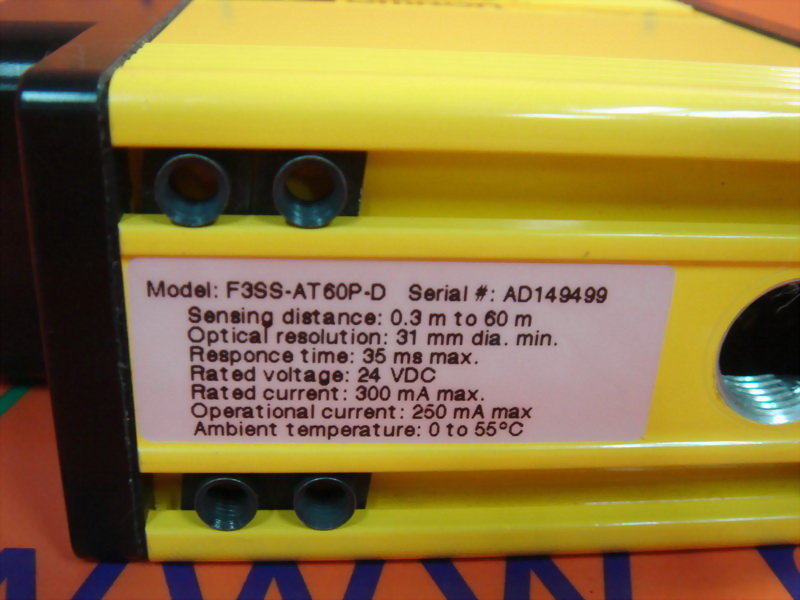 Model: F3SS-AT60P-D Serial #: AD149499
Sensing distance: 0.3 m to 60 m
Optical resolution: 31 mm dia. min.
Responce time: 35 ms max.
Rated voltage: 24 VDC
Rated current: 300 mA max.
Operational current: 250 mA max
Ambient temperature: 0 to 55°C